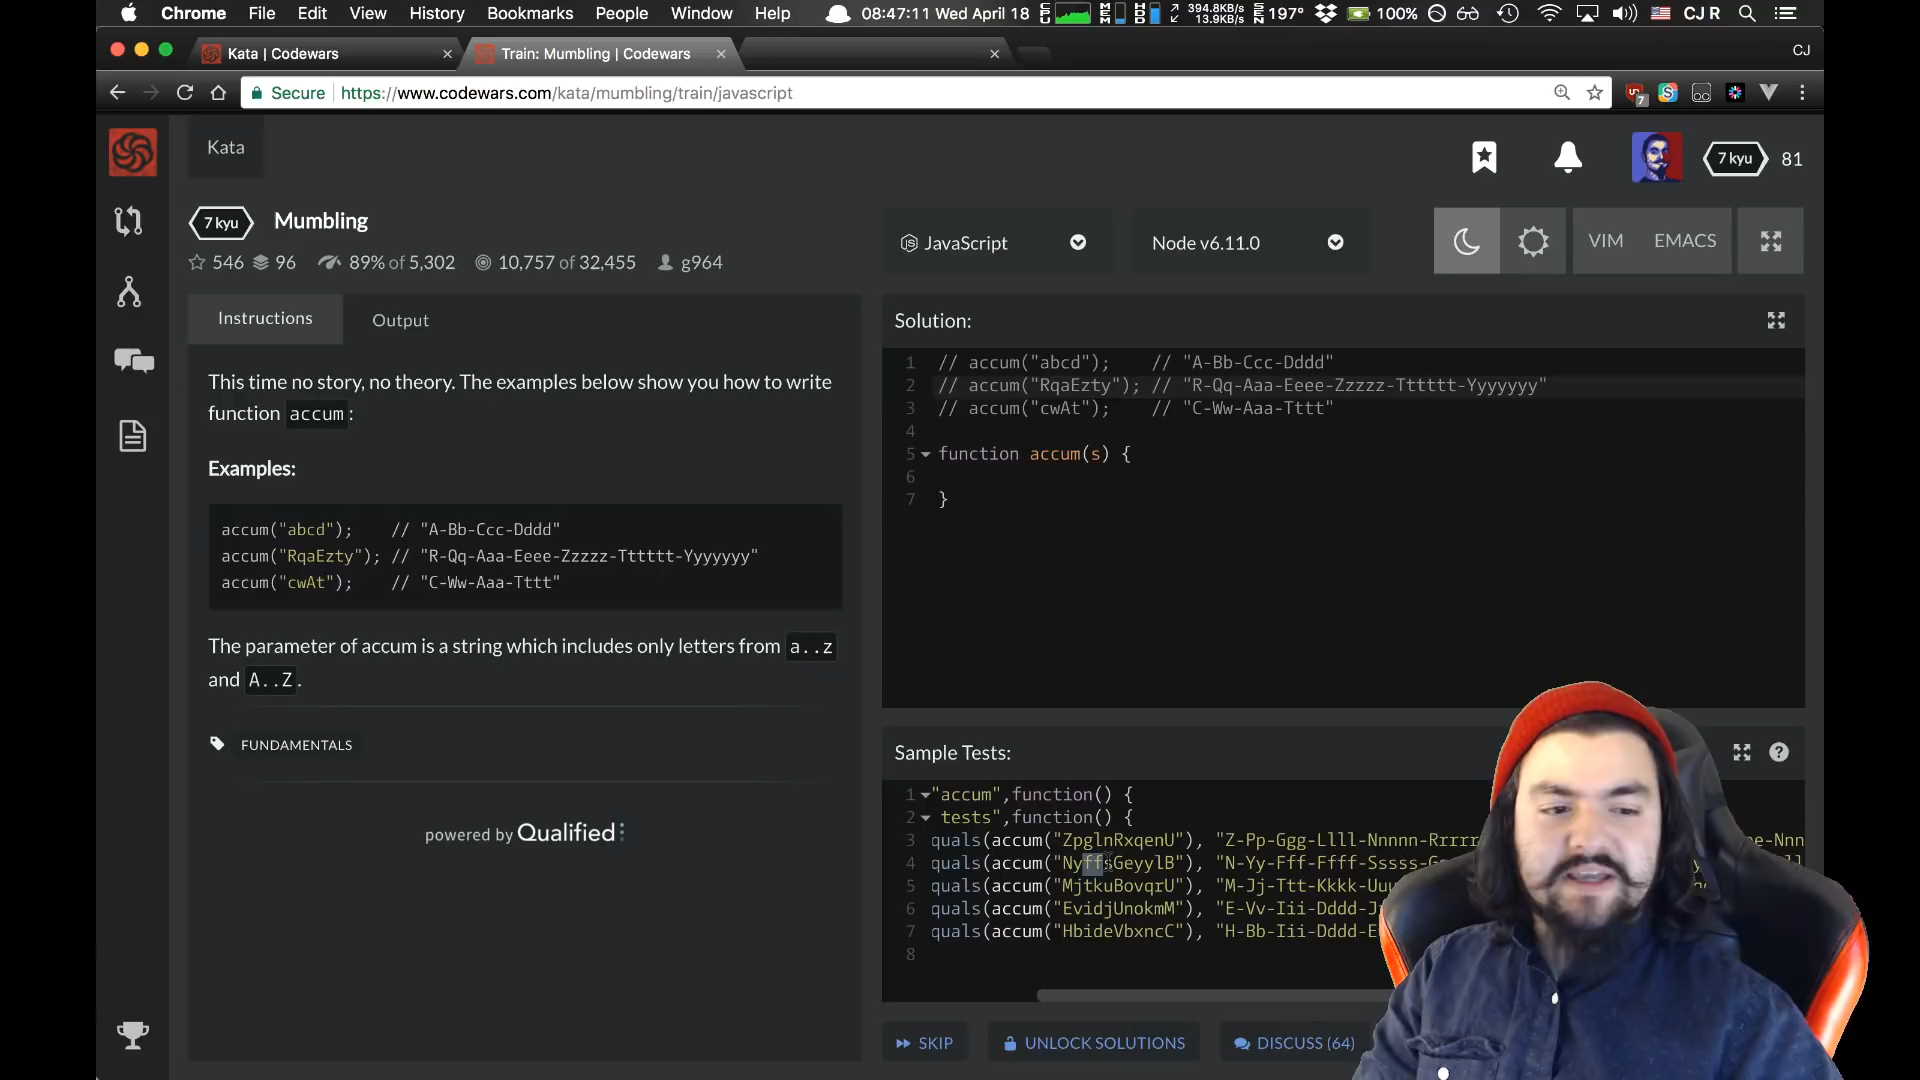 Chrome File Edit View History Bookmarks People Window Help 08:47:11 Wed April 18 394.8KB/s 13.9KB/s 197° 100% CJ R
Kata | Codewars
Train: Mumbling | Codewars
CJ
Secure https://www.codewars.com/kata/mumbling/train/javascript
7
Kata
7 kyu 81
7 kyu Mumbling
546 96 89% of 5,302 10,757 of 32,455 g964
JavaScript
Node v6.11.0
VIM EMACS
Instructions Output
This time no story, no theory. The examples below show you how to write
function accum:
Examples:
accum("abcd"); // "A-Bb-Ccc-Dddd"
accum("RqaEzty"); // "R-Qq-Aaa-Eeee-Zzzzz-Tttttt-Yyyyyyy"
accum("cwAt"); // "C-Ww-Aaa-Tttt"
The parameter of accum is a string which includes only letters from a..z
and A..Z.
FUNDAMENTALS
powered by Qualified
Solution:
1 // accum("abcd"); // "A-Bb-Ccc-Dddd"
2 // accum("RqaEzty"); // "R-Qq-Aaa-Eeee-Zzzzz-Tttttt-Yyyyyyy"
3 // accum("cwAt"); // "C-Ww-Aaa-Tttt"
4
5 function accum(s) {
6
7 }
Sample Tests:
1 "accum",function() {
2 tests",function() {
3 quals(accum("ZpglnRxqenU"), "Z-Pp-Ggg-Llll-Nnnnn-Rrrrr e-Nnn
4 quals(accum("NyffsGeyylB"), "N-Yy-Fff-Ffff-Sssss-G
5 quals(accum("MjtkuBovqrU"), "M-Jj-Ttt-Kkkk-Uuu
6 quals(accum("EvidjUnokmM"), "E-Vv-Iii-Dddd-J
7 quals(accum("HbideVbxncC"), "H-Bb-Iii-Dddd-E
8
SKIP
UNLOCK SOLUTIONS
DISCUSS (64)